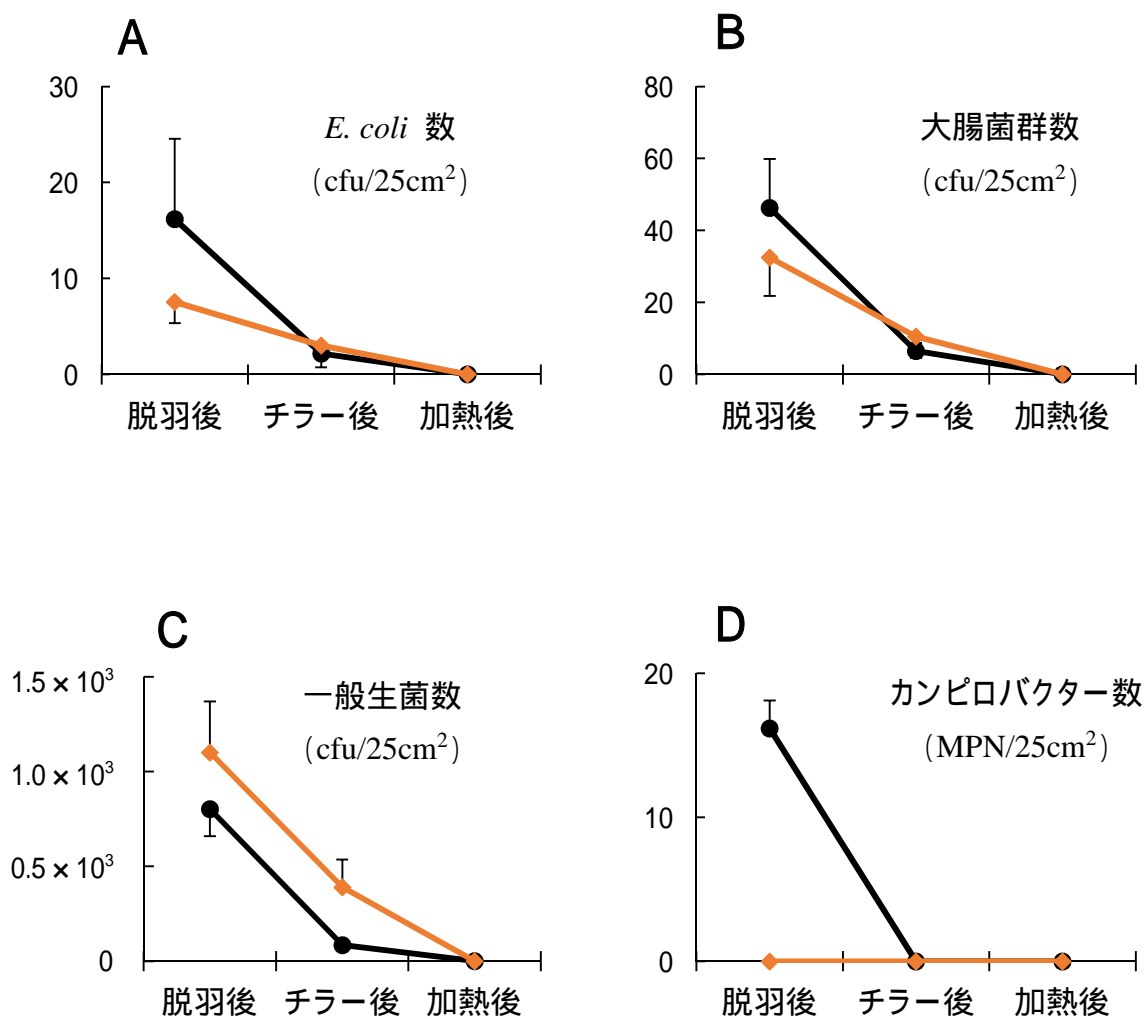 A
30
20
10
0
E. coli 数
(cfu/25cm²)
脱羽後 チラー後 加熱後
B
80
60
40
20
0
大腸菌群数
(cfu/25cm²)
脱羽後 チラー後 加熱後
C
1.5×10³
1.0×10³
0.5×10³
0
一般生菌数
(cfu/25cm²)
脱羽後 チラー後 加熱後
D
20
10
0
カンピロバクター数
(MPN/25cm²)
脱羽後 チラー後 加熱後